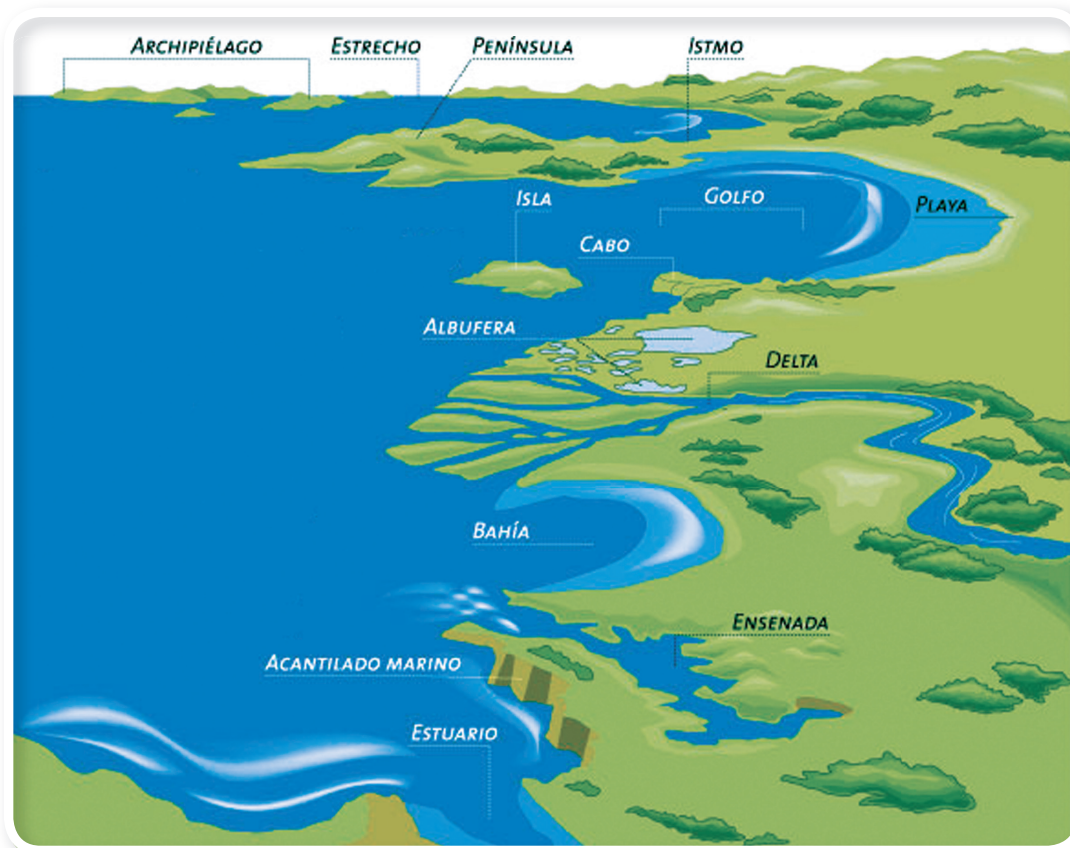 ARCHIPIÉLAGO
ESTRECHO
PENÍNSULA
ISTMO
ISLA
GOLFO
PLAYA
CABO
ALBUFERA
DELTA
BAHÍA
ENSENADA
ACANTILADO MARINO
ESTUARIO